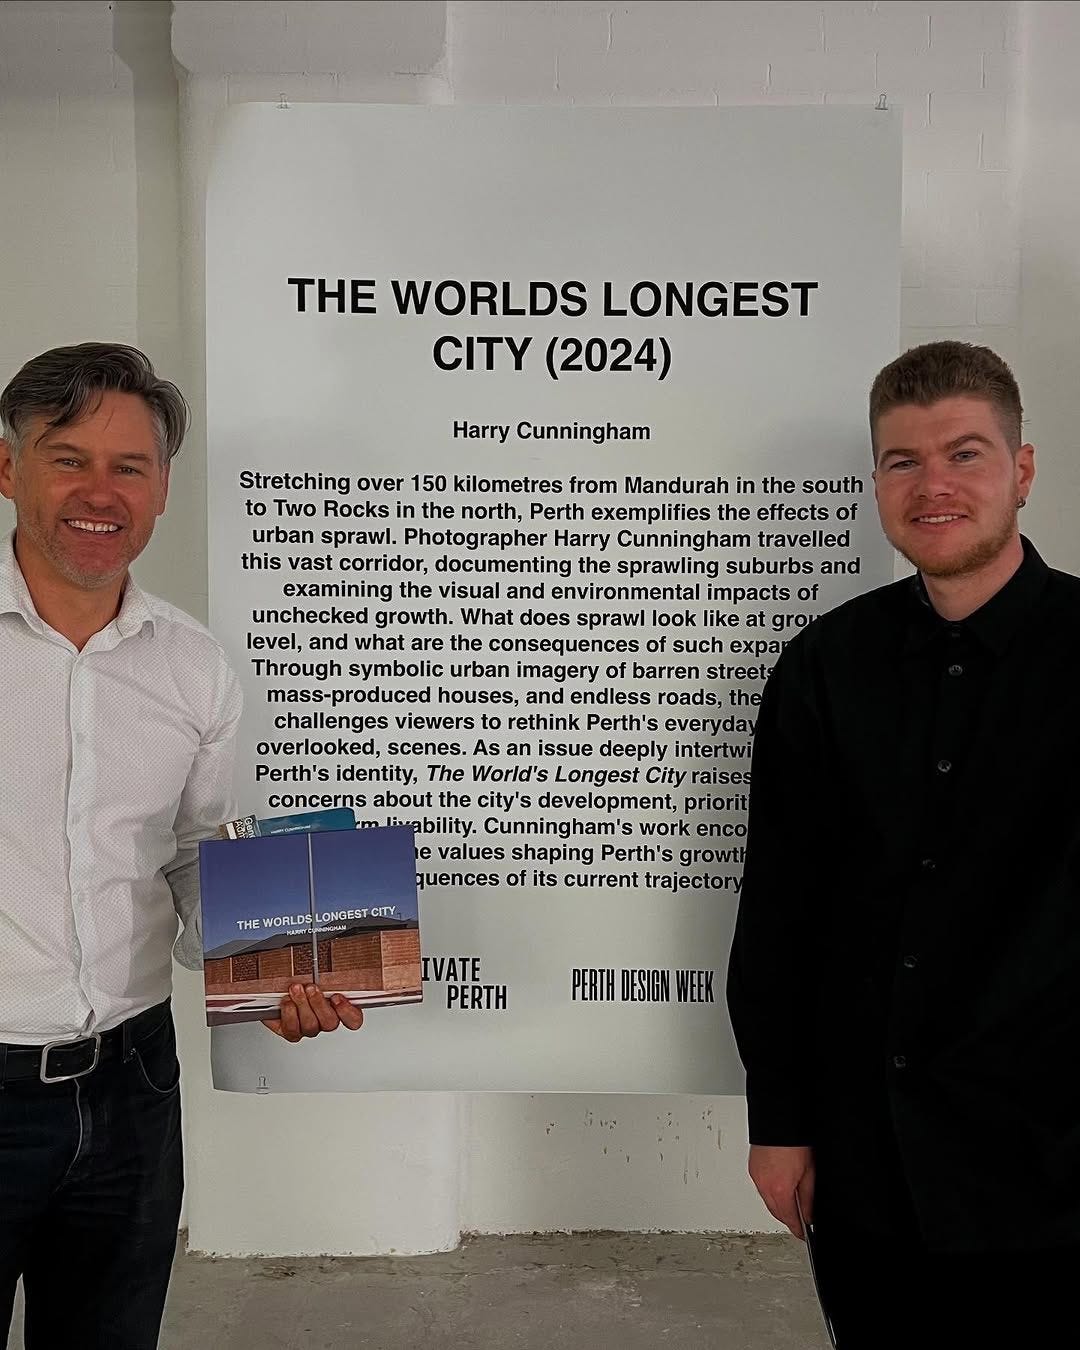 THE WORLDS LONGEST
CITY (2024)
Harry Cunningham
Stretching over 150 kilometres from Mandurah in the south
to Two Rocks in the north, Perth exemplifies the effects of
urban sprawl. Photographer Harry Cunningham travelled
this vast corridor, documenting the sprawling suburbs and
examining the visual and environmental impacts of
unchecked growth. What does sprawl look like at
level, and what are the consequences of such
Through symbolic urban imagery of barren streets
mass-produced houses, and endless roads, the
challenges viewers to rethink Perth's everyday
overlooked, scenes. As an issue deeply
Perth's identity, The World's Longest City raises
concerns about the city's development,
livability. Cunningham's work
values shaping Perth's growth
of its current trajectory
PERTH
PERTH DESIGN WEEK
HARRY CUNNINGHAM
THE WORLDS LONGEST CITY
HARRY CUNNINGHAM